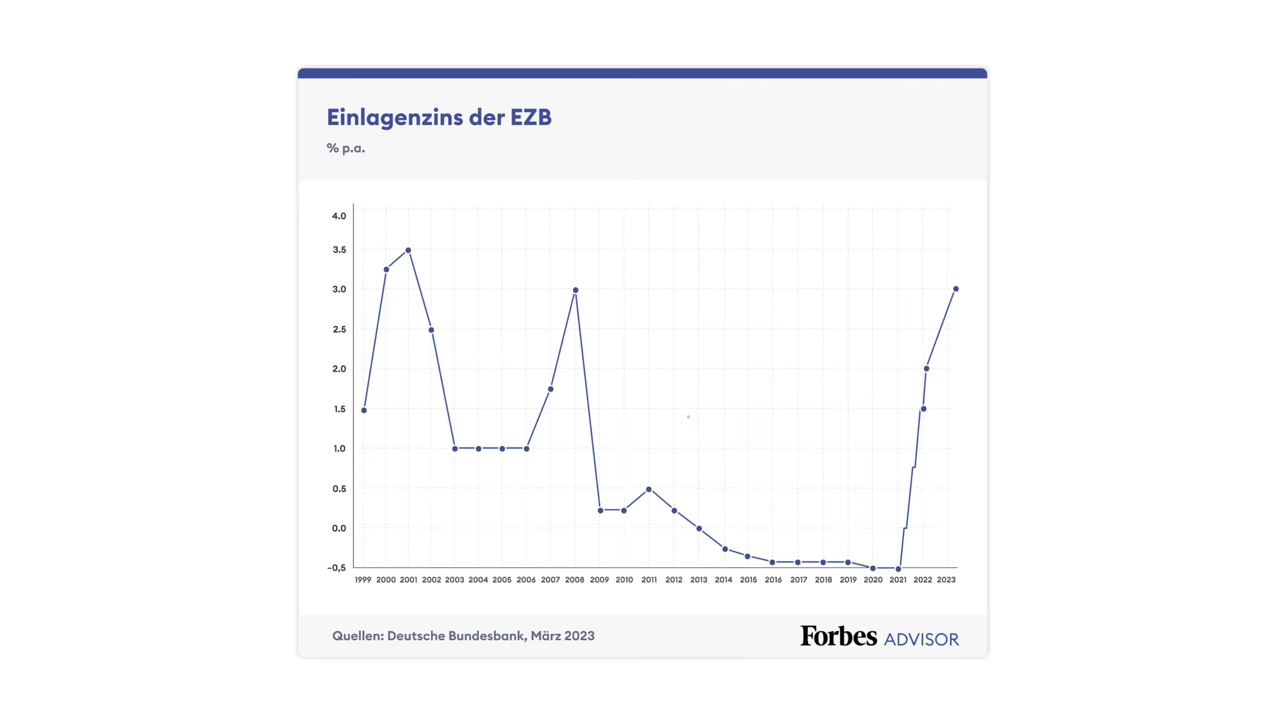 Einlagenzins der EZB
% p.a.
4.0
3.5
3.0
2.5
2.0
1.5
1.0
0.5
0.0
–0,5
1999 2000 2001 2002 2003 2004 2005 2006 2007 2008 2009 2010 2011 2012 2013 2014 2015 2016 2017 2018 2019 2020 2021 2022 2023
Quellen: Deutsche Bundesbank, März 2023
Forbes ADVISOR